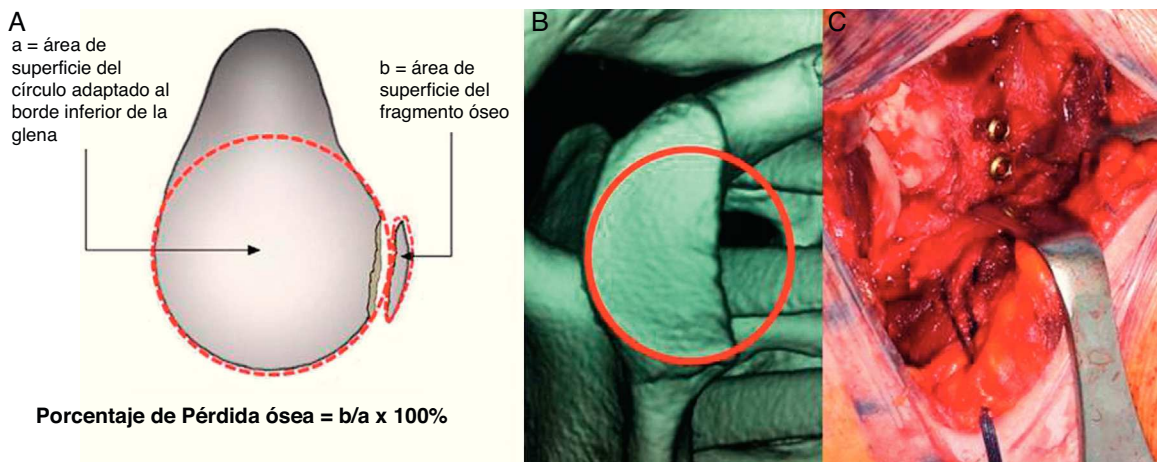 A
a = área de
superficie del
círculo adaptado al
borde inferior de la
glena
b = área de
superficie del
fragmento óseo
Porcentaje de Pérdida ósea = b/a x 100%
B
C